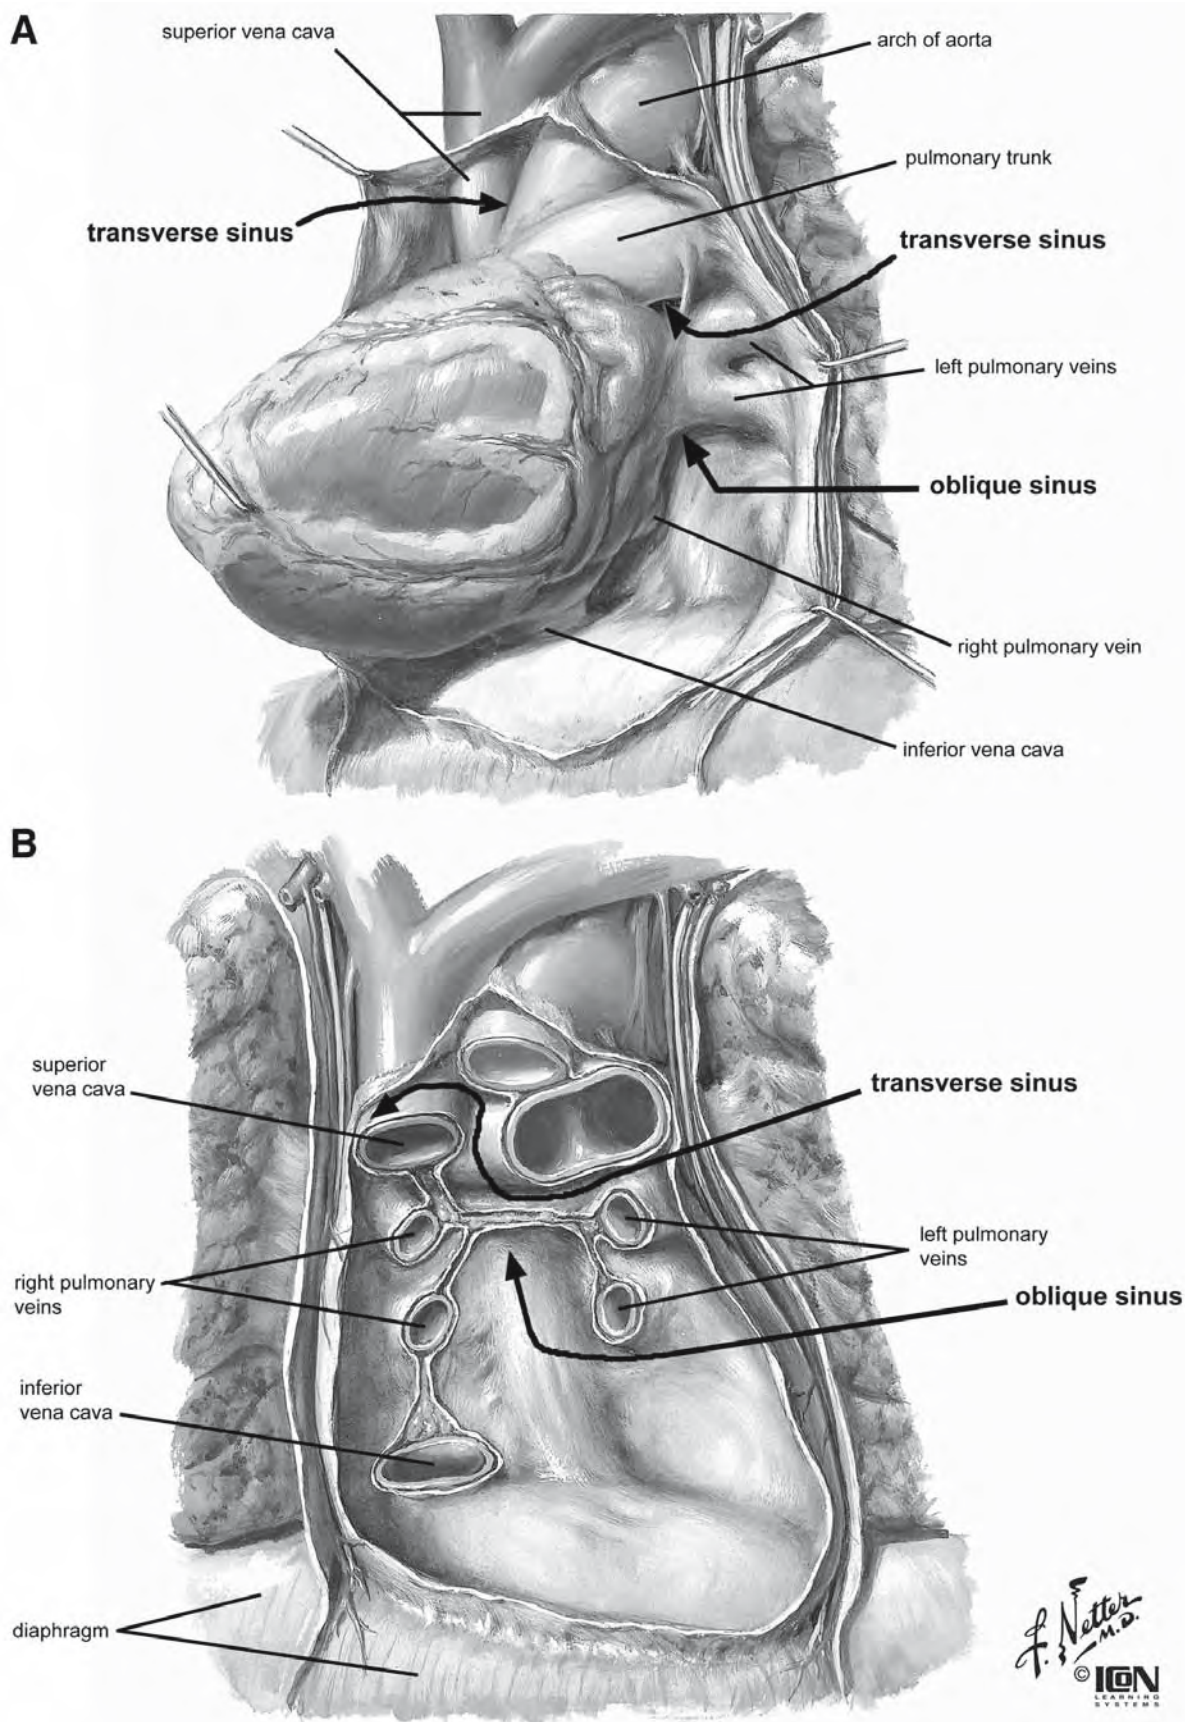 A
superior vena cava
arch of aorta
pulmonary trunk
transverse sinus
transverse sinus
left pulmonary veins
oblique sinus
right pulmonary vein
inferior vena cava
B
superior
vena cava
transverse sinus
left pulmonary
veins
right pulmonary
veins
oblique sinus
inferior
vena cava
diaphragm
F. Netter
M.D.
© ICON
LEARNING
SYSTEMS